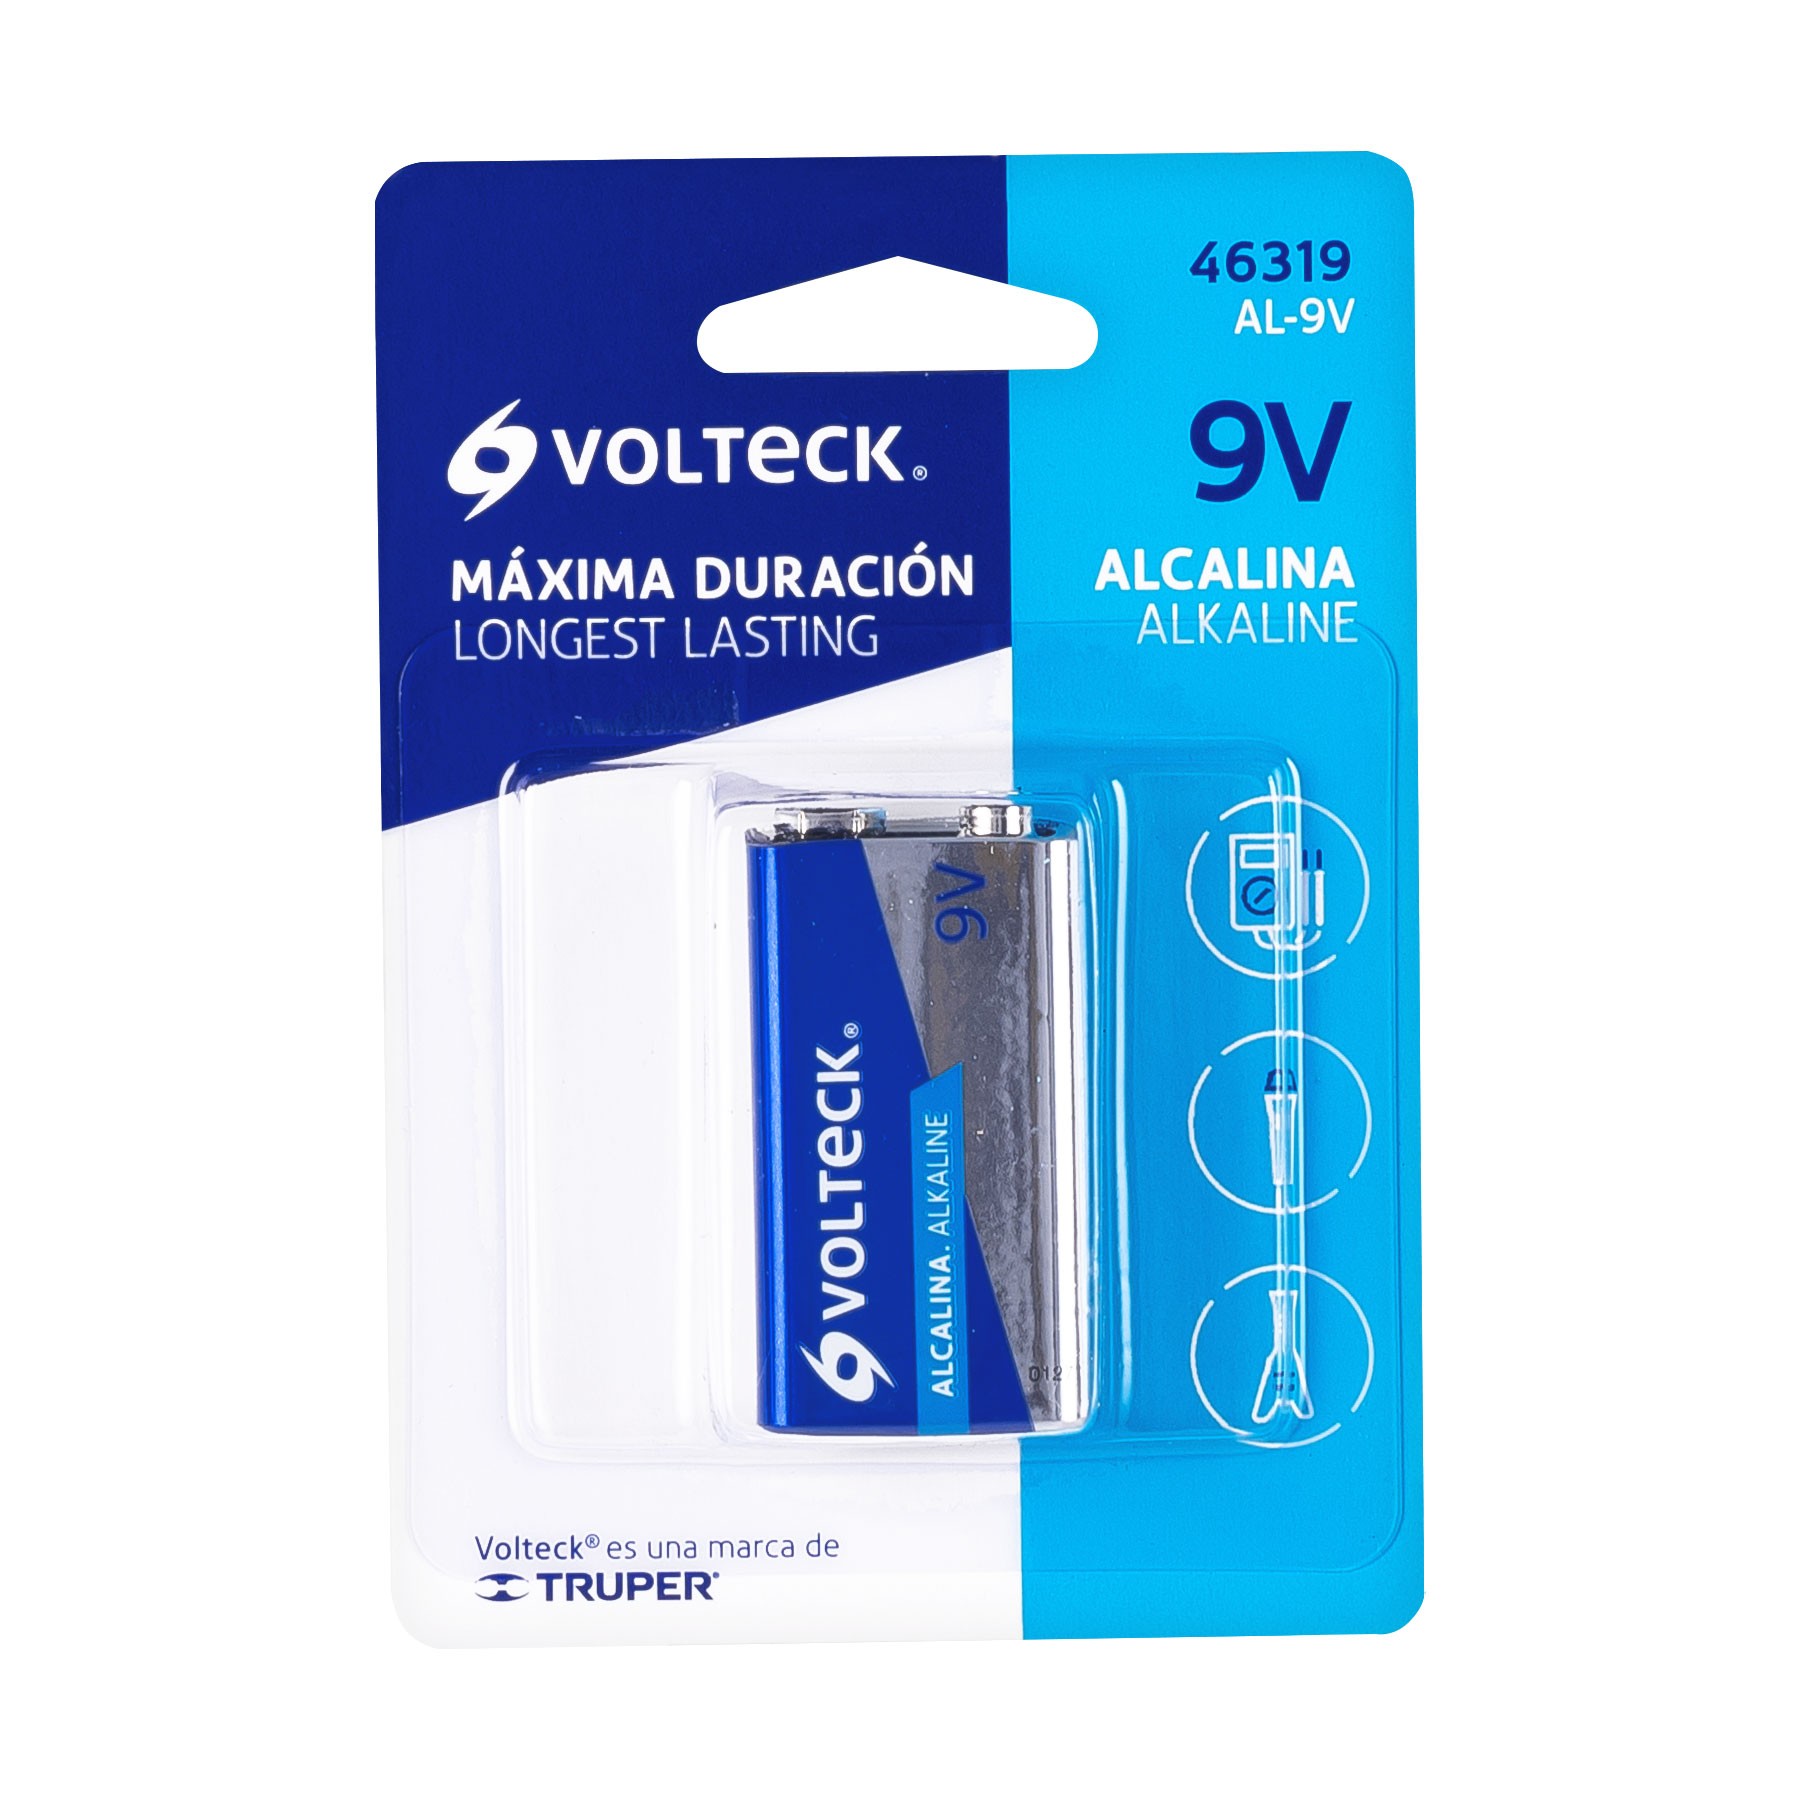 46319
AL-9V
VOLTECK®
9V
MÁXIMA DURACIÓN
LONGEST LASTING
ALCALINA
ALKALINE
9V
VOLTECK®
ALCALINA. ALKALINE
Volteck® es una marca de
TRUPER®